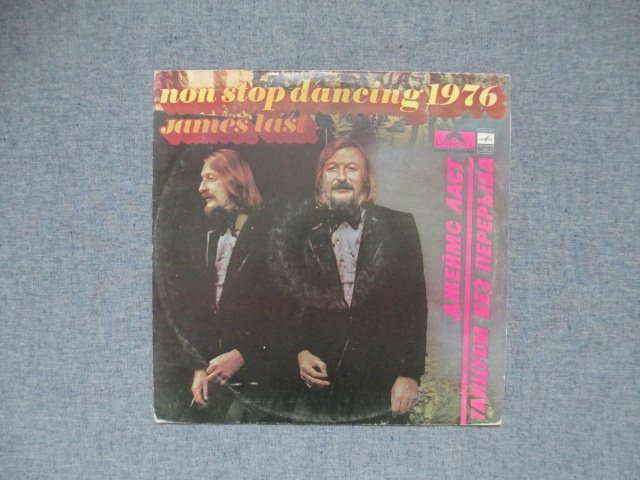 non stop dancing 1976
james last
ДЖЕЙМС ЛАСТ
ТАНЦУЕМ БЕЗ ПЕРЕРЫВА